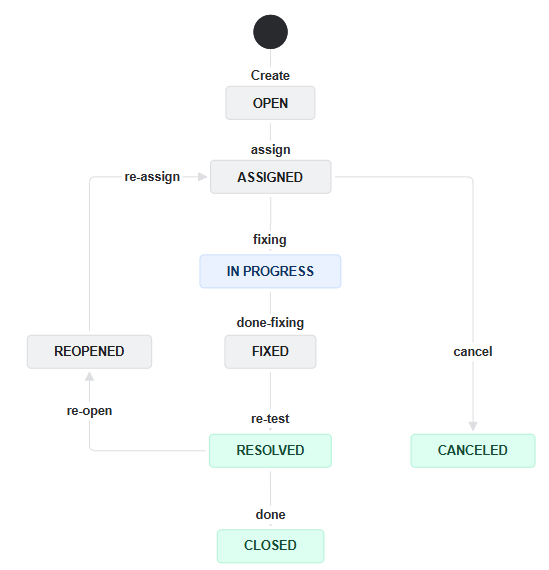 Create
OPEN
assign
re-assign
ASSIGNED
fixing
IN PROGRESS
done-fixing
REOPENED
FIXED
cancel
re-open
re-test
RESOLVED
CANCELED
done
CLOSED